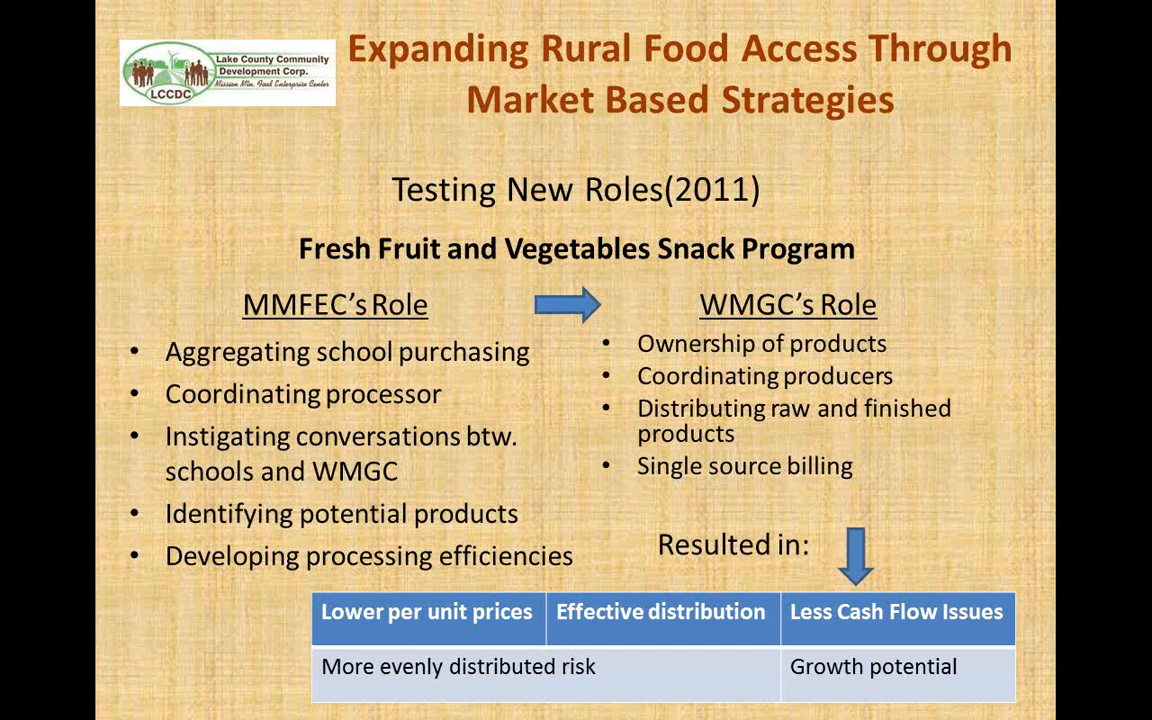 Lake County Community
Development Corp.
Mission Mtn. Food Enterprise Center
LCCDC
Expanding Rural Food Access Through
Market Based Strategies
Testing New Roles(2011)
Fresh Fruit and Vegetables Snack Program
MMFEC’s Role
• Aggregating school purchasing
• Coordinating processor
• Instigating conversations btw.
schools and WMGC
• Identifying potential products
• Developing processing efficiencies
WMGC’s Role
• Ownership of products
• Coordinating producers
• Distributing raw and finished
products
• Single source billing
Resulted in:
Lower per unit prices Effective distribution Less Cash Flow Issues
More evenly distributed risk Growth potential